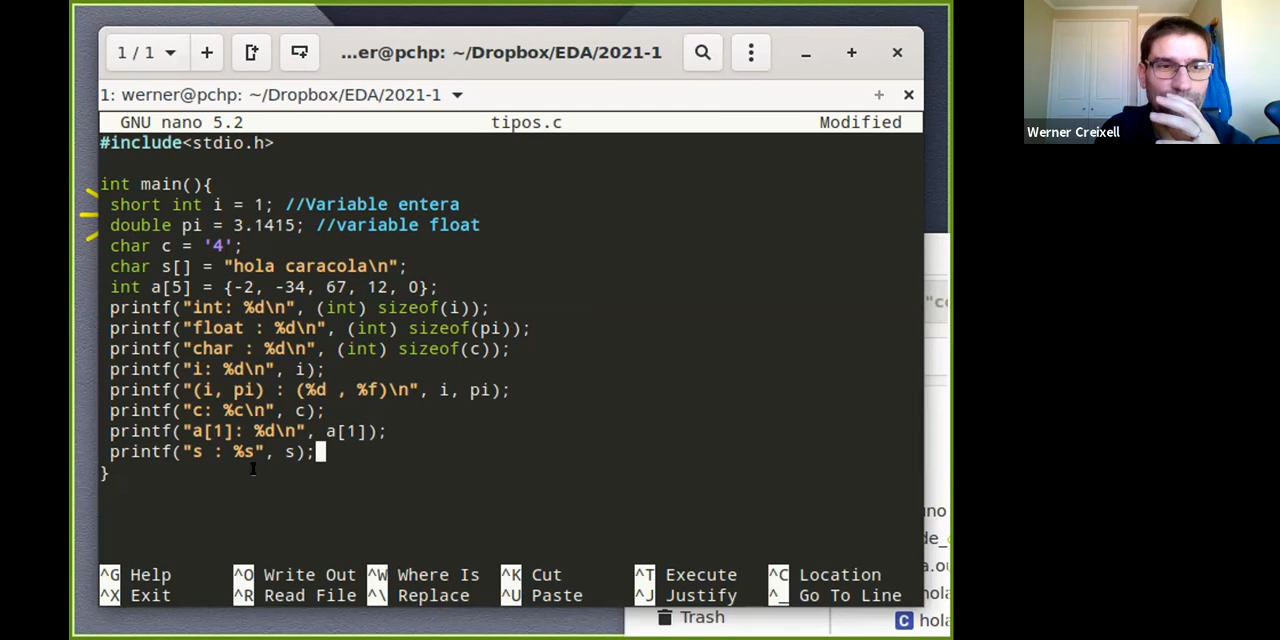 1 / 1
...er@pchp: ~/Dropbox/EDA/2021-1
1: werner@pchp: ~/Dropbox/EDA/2021-1
GNU nano 5.2 tipos.c Modified
#include<stdio.h>
int main(){
short int i = 1; //Variable entera
double pi = 3.1415; //variable float
char c = '4';
char s[] = "hola caracola\n";
int a[5] = {-2, -34, 67, 12, 0};
printf("int: %d\n", (int) sizeof(i));
printf("float : %d\n", (int) sizeof(pi));
printf("char : %d\n", (int) sizeof(c));
printf("i: %d\n", i);
printf("(i, pi) : (%d , %f)\n", i, pi);
printf("c: %c\n", c);
printf("a[1]: %d\n", a[1]);
printf("s : %s", s);
}
^G Help ^O Write Out ^W Where Is ^K Cut ^T Execute ^C Location
^X Exit ^R Read File ^\ Replace ^U Paste ^J Justify ^_ Go To Line
Trash
C
Werner Creixell